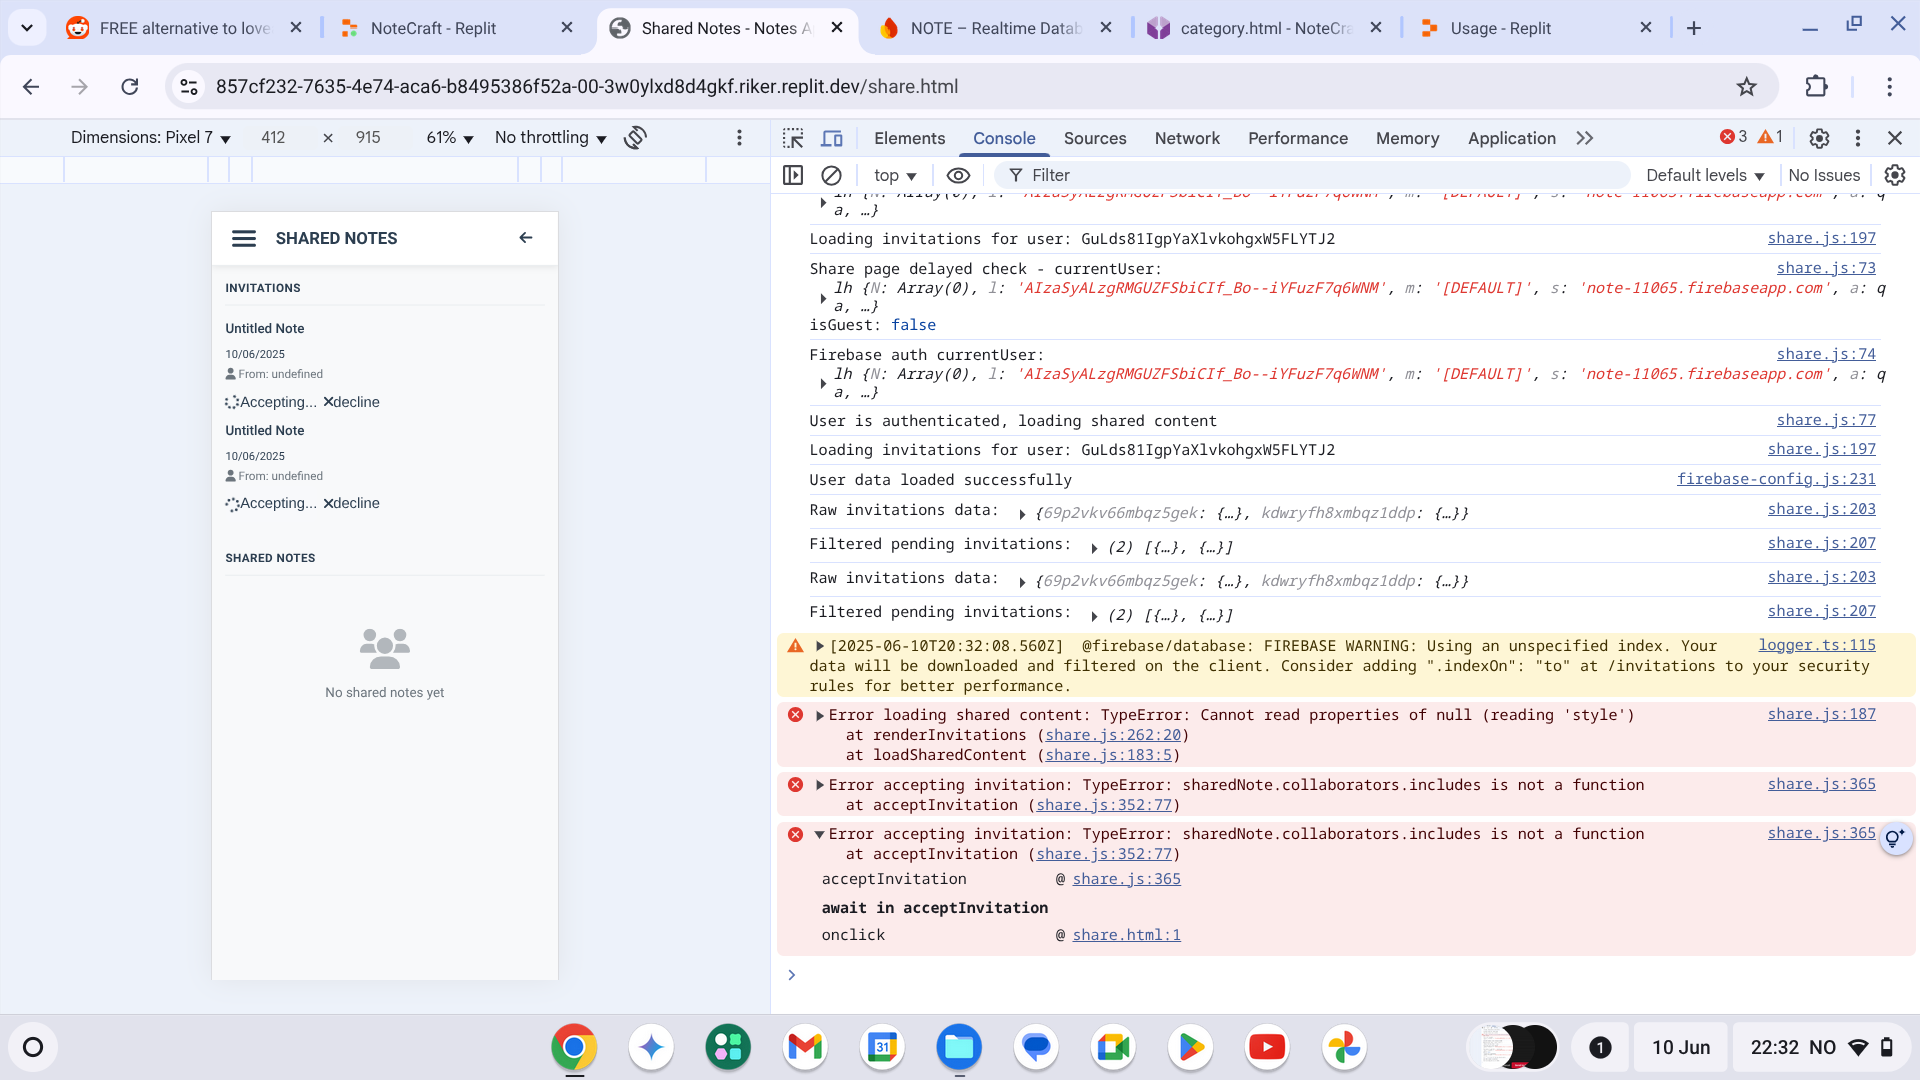 FREE alternative to love
NoteCraft - Replit
Shared Notes - Notes A
NOTE – Realtime Datab
category.html - NoteCra
Usage - Replit
857cf232-7635-4e74-aca6-b8495386f52a-00-3w0ylxd8d4gkf.riker.replit.dev/share.html
Dimensions: Pixel 7
412
×
915
61%
No throttling
Elements
Console
Sources
Network
Performance
Memory
Application
3
1
top
Filter
Default levels
No Issues
SHARED NOTES
INVITATIONS
Untitled Note
10/06/2025
From: undefined
Accepting... decline
Untitled Note
10/06/2025
From: undefined
Accepting... decline
SHARED NOTES
No shared notes yet
lh {N: Array(0), l: 'AIzaSyALzgRMGUZFSbiCIf_Bo--iYFuzF7q6WNM', m: '[DEFAULT]', s: 'note-11065.firebaseapp.com', a: q
a, …}
Loading invitations for user: GuLds81IgpYaXlvkohgxW5FLYTJ2 share.js:197
Share page delayed check - currentUser: share.js:73
lh {N: Array(0), l: 'AIzaSyALzgRMGUZFSbiCIf_Bo--iYFuzF7q6WNM', m: '[DEFAULT]', s: 'note-11065.firebaseapp.com', a: q
a, …}
isGuest: false
Firebase auth currentUser: share.js:74
lh {N: Array(0), l: 'AIzaSyALzgRMGUZFSbiCIf_Bo--iYFuzF7q6WNM', m: '[DEFAULT]', s: 'note-11065.firebaseapp.com', a: q
a, …}
User is authenticated, loading shared content share.js:77
Loading invitations for user: GuLds81IgpYaXlvkohgxW5FLYTJ2 share.js:197
User data loaded successfully firebase-config.js:231
Raw invitations data: {69p2vkv66mbqz5gek: {…}, kdwryfh8xmbqz1ddp: {…}} share.js:203
Filtered pending invitations: (2) [{…}, {…}] share.js:207
Raw invitations data: {69p2vkv66mbqz5gek: {…}, kdwryfh8xmbqz1ddp: {…}} share.js:203
Filtered pending invitations: (2) [{…}, {…}] share.js:207
[2025-06-10T20:32:08.560Z] @firebase/database: FIREBASE WARNING: Using an unspecified index. Your logger.ts:115
data will be downloaded and filtered on the client. Consider adding ".indexOn": "to" at /invitations to your security
rules for better performance.
Error loading shared content: TypeError: Cannot read properties of null (reading 'style') share.js:187
at renderInvitations (share.js:262:20)
at loadSharedContent (share.js:183:5)
Error accepting invitation: TypeError: sharedNote.collaborators.includes is not a function share.js:365
at acceptInvitation (share.js:352:77)
Error accepting invitation: TypeError: sharedNote.collaborators.includes is not a function share.js:365
at acceptInvitation (share.js:352:77)
acceptInvitation @ share.js:365
await in acceptInvitation
onclick @ share.html:1
31
1
10 Jun
22:32 NO